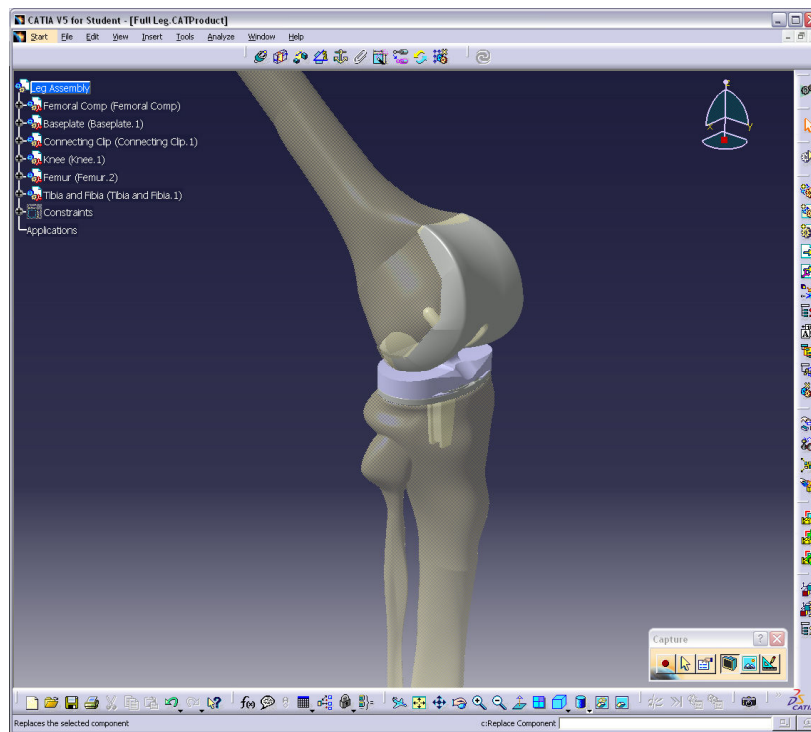 CATIA V5 for Student - [Full Leg.CATProduct]
Start File Edit View Insert Tools Analyze Window Help
Leg Assembly
Femoral Comp (Femoral Comp)
Baseplate (Baseplate.1)
Connecting Clip (Connecting Clip.1)
Knee (Knee.1)
Femur (Femur.2)
Tibia and Fibia (Tibia and Fibia.1)
Constraints
Applications
Capture
f(x)
CATIA
Replaces the selected component
c:Replace Component